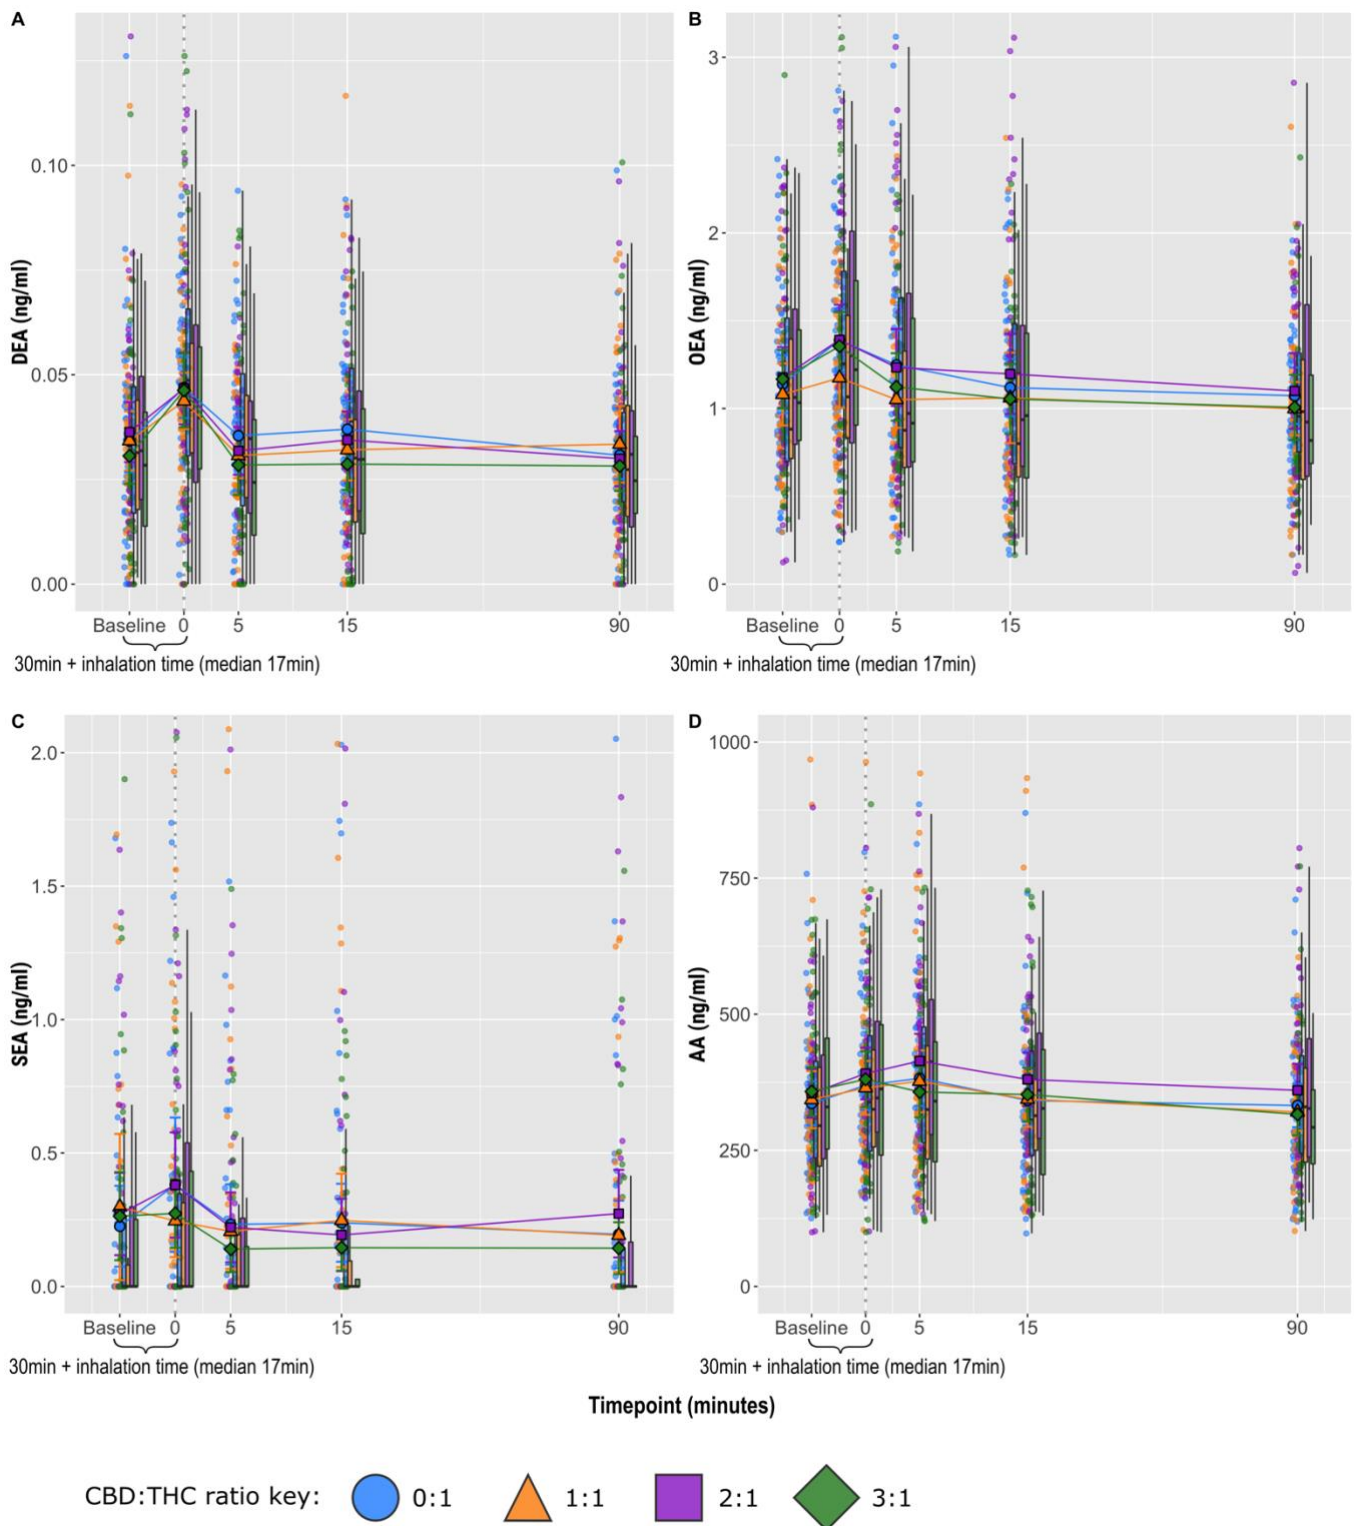 A
B
DEA (ng/ml)
0.10
0.05
0.00
Baseline 0 5 15 90
30min + inhalation time (median 17min)
OEA (ng/ml)
3
2
1
0
Baseline 0 5 15 90
30min + inhalation time (median 17min)
C
D
SEA (ng/ml)
2.0
1.5
1.0
0.5
0.0
Baseline 0 5 15 90
30min + inhalation time (median 17min)
AA (ng/ml)
1000
750
500
250
0
Baseline 0 5 15 90
30min + inhalation time (median 17min)
Timepoint (minutes)
CBD:THC ratio key: 0:1 1:1 2:1 3:1